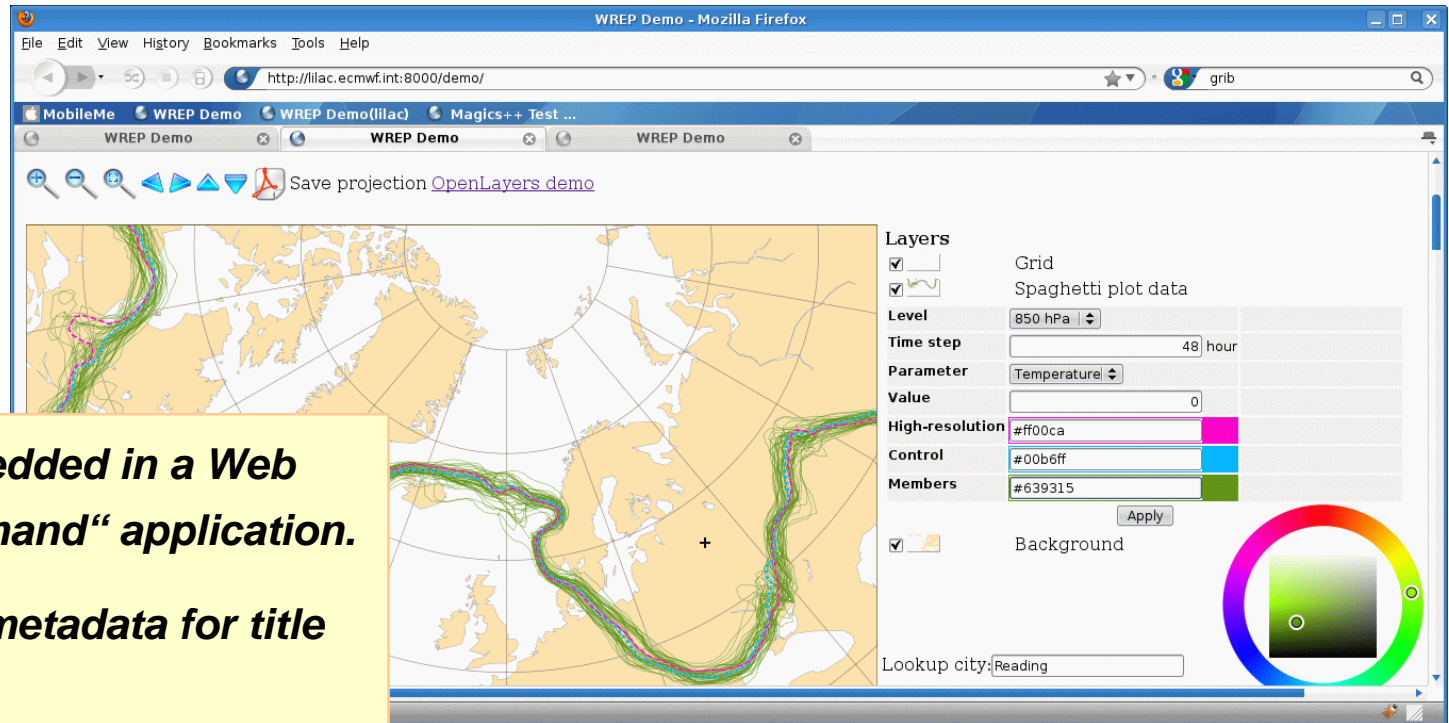 WREP Demo - Mozilla Firefox
File Edit View History Bookmarks Tools Help
http://lilac.ecmwf.int:8000/demo/ grib
MobileMe WREP Demo WREP Demo(lilac) Magics++ Test ...
WREP Demo WREP Demo WREP Demo
Save projection OpenLayers demo
Layers
Grid
Spaghetti plot data
Level 850 hPa
Time step 48 hour
Parameter Temperature
Value 0
High-resolution #ff00ca
Control #00b6ff
Members #639315
Apply
Background
Lookup city: Reading
edded in a Web
mand“ application.
metadata for title